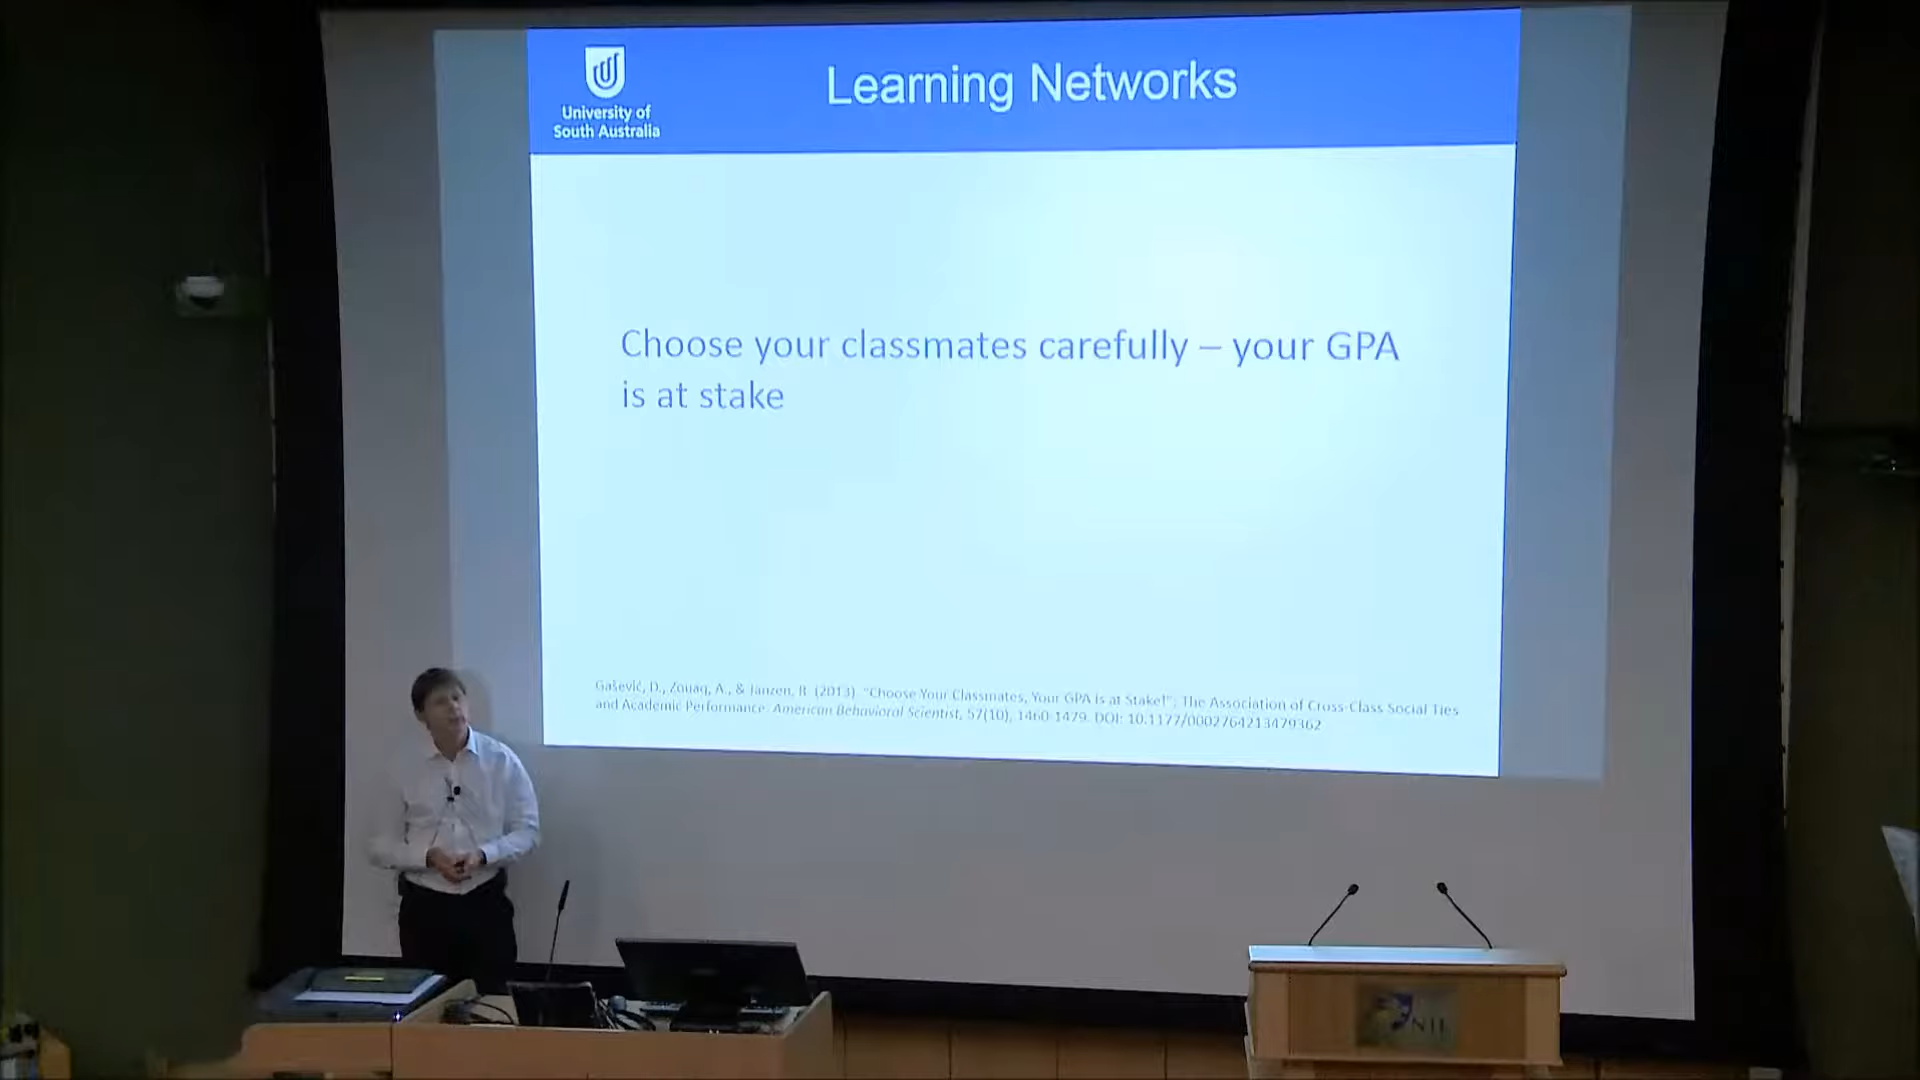 University of
South Australia
Learning Networks
Choose your classmates carefully – your GPA
is at stake
Gašević, D., Zouaq, A., & Janzen, R. (2013). "Choose Your Classmates, Your GPA is at Stake!": The Association of Cross-Class Social Ties
and Academic Performance. American Behavioral Scientist, 57(10), 1460-1479. DOI: 10.1177/0002764213479362
NIE